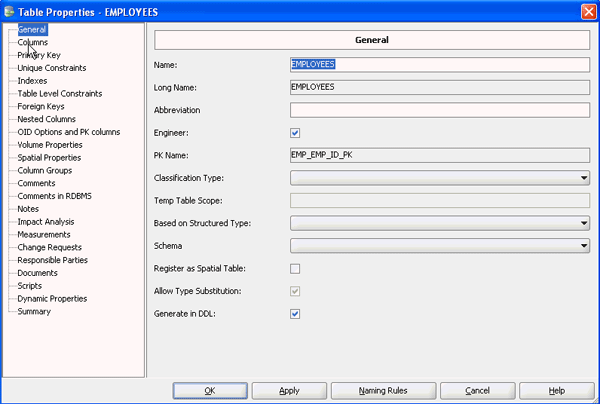 Table Properties - EMPLOYEES
General
Columns
Primary Key
Unique Constraints
Indexes
Table Level Constraints
Foreign Keys
Nested Columns
OID Options and PK columns
Volume Properties
Spatial Properties
Column Groups
Comments
Comments in RDBMS
Notes
Impact Analysis
Measurements
Change Requests
Responsible Parties
Documents
Scripts
Dynamic Properties
Summary
General
Name: EMPLOYEES
Long Name: EMPLOYEES
Abbreviation
Engineer:
PK Name: EMP_EMP_ID_PK
Classification Type:
Temp Table Scope:
Based on Structured Type:
Schema
Register as Spatial Table:
Allow Type Substitution:
Generate in DDL:
OK Apply Naming Rules Cancel Help